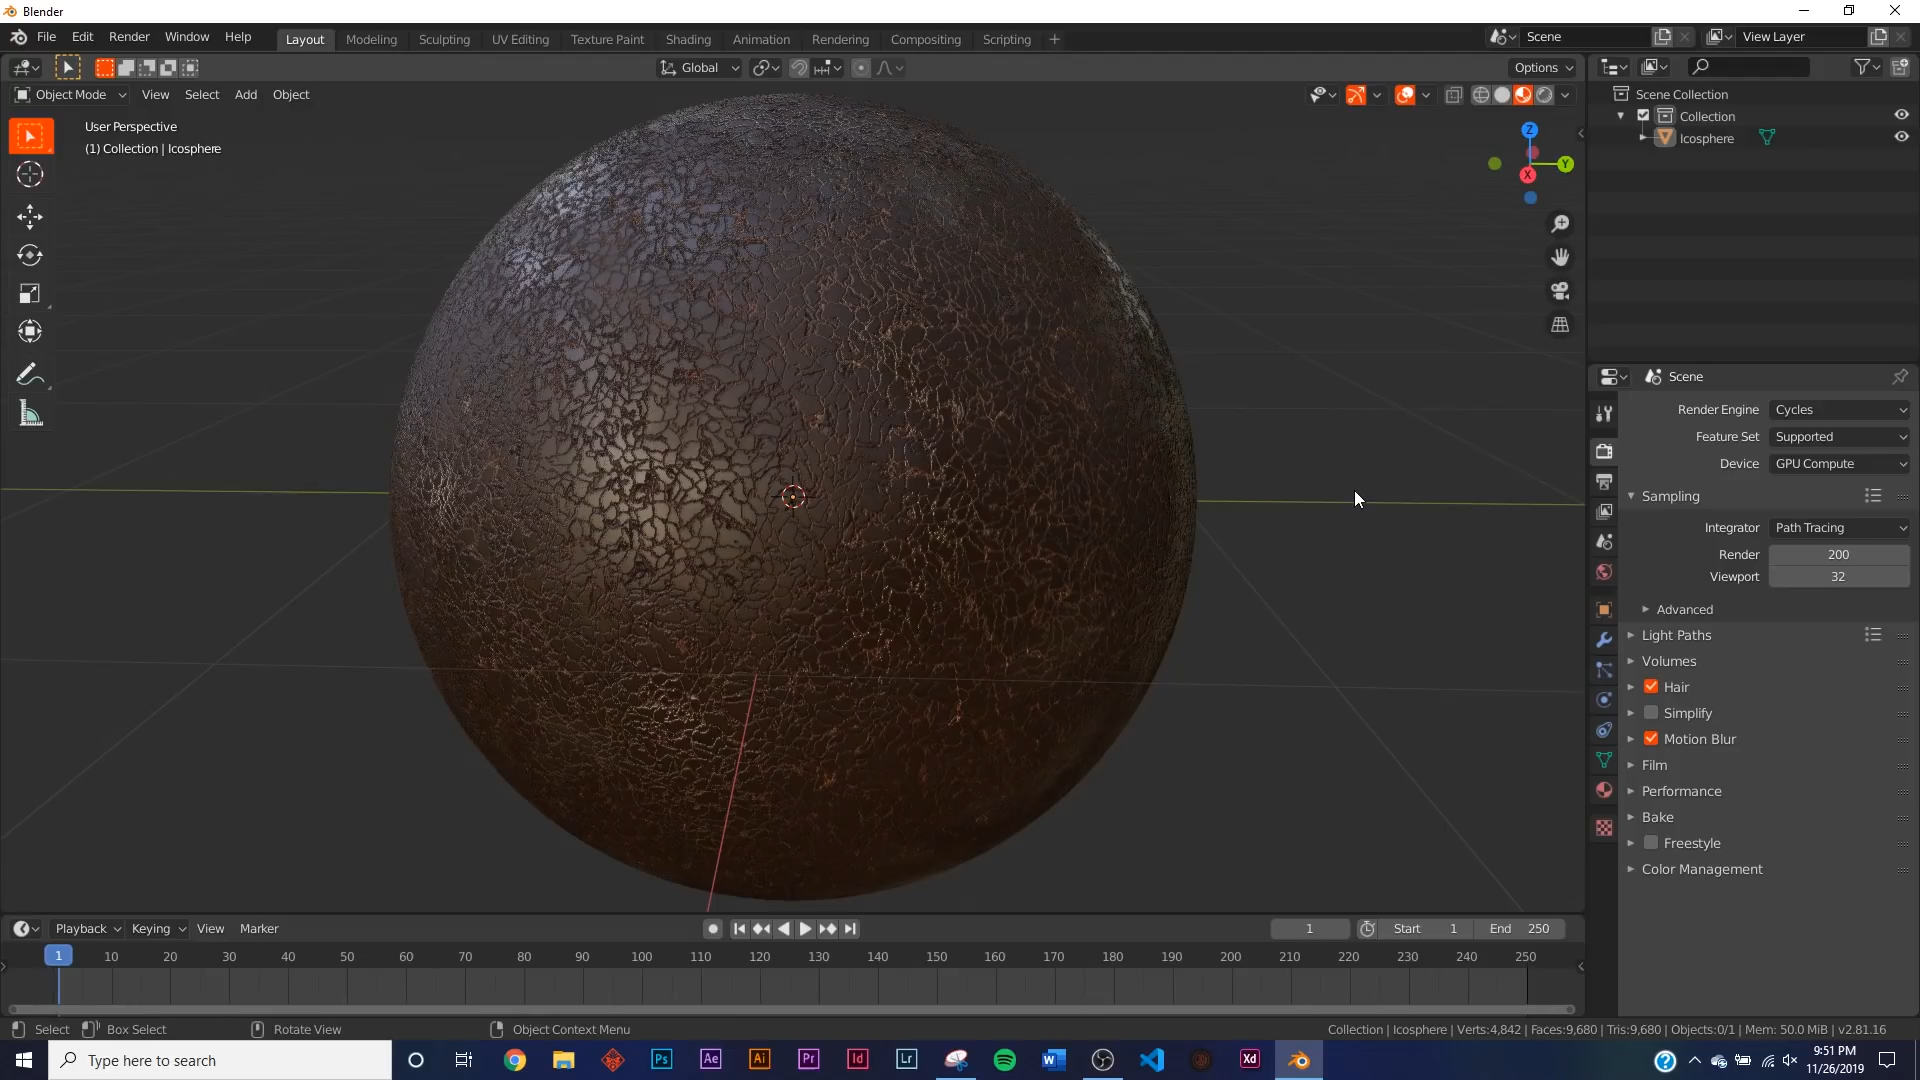 Blender
File Edit Render Window Help Layout Modeling Sculpting UV Editing Texture Paint Shading Animation Rendering Compositing Scripting + Scene View Layer
Global Options
Object Mode View Select Add Object
User Perspective
(1) Collection | Icosphere
Z
Y
X
Scene Collection
Collection
Icosphere
Scene
Render Engine Cycles
Feature Set Supported
Device GPU Compute
Sampling
Integrator Path Tracing
Render 200
Viewport 32
Advanced
Light Paths
Volumes
Hair
Simplify
Motion Blur
Film
Performance
Bake
Freestyle
Color Management
Playback Keying View Marker 1 Start 1 End 250
1 10 20 30 40 50 60 70 80 90 100 110 120 130 140 150 160 170 180 190 200 210 220 230 240 250
Select Box Select Rotate View Object Context Menu Collection | Icosphere | Verts:4,842 | Faces:9,680 | Tris:9,680 | Objects:0/1 | Mem: 50.0 MiB | v2.81.16
Type here to search Ps Ae Ai Pr Id Lr W Xd ? 9:51 PM
11/26/2019